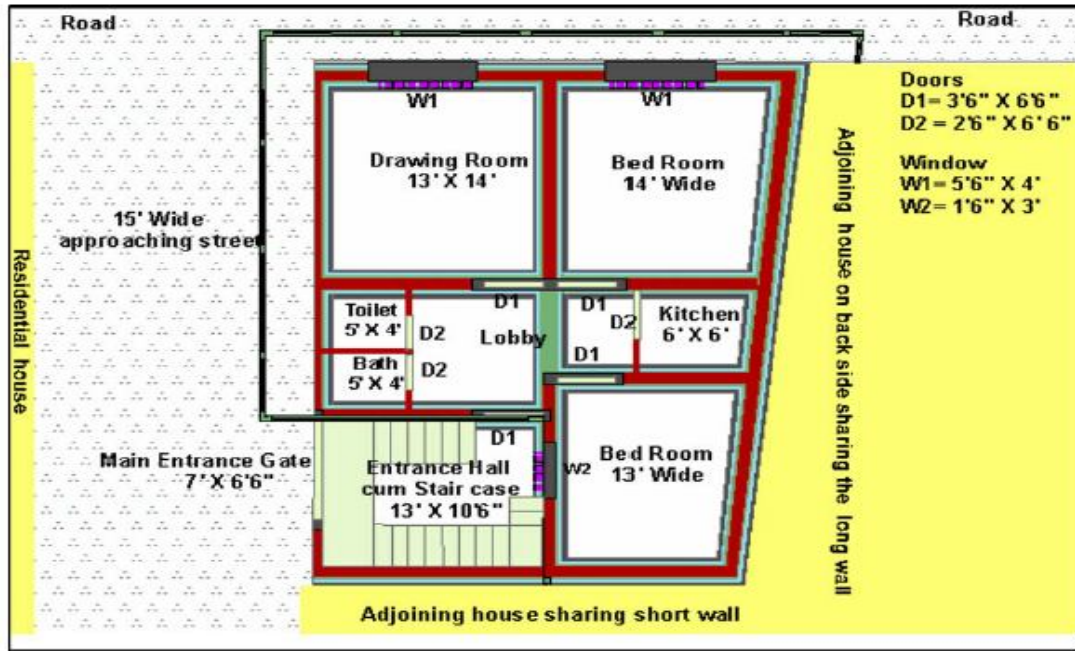 Road
Road
Doors
D1= 3'6" X 6'6"
D2 = 2'6" X 6' 6"
Window
W1= 5'6" X 4'
W2= 1'6" X 3'
W1
W1
Drawing Room
13' X 14'
Bed Room
14' Wide
Adjoining house on back side sharing the long wall
15' Wide
approaching street
Residential house
D1
D1
Toilet
5' X 4'
D2
Lobby
D2
Kitchen
6' X 6'
Bath
5' X 4'
D2
D1
Main Entrance Gate
7' X 6'6"
D1
Entrance Hall
cum Stair case
13' X 10'6"
W2
Bed Room
13' Wide
Adjoining house sharing short wall